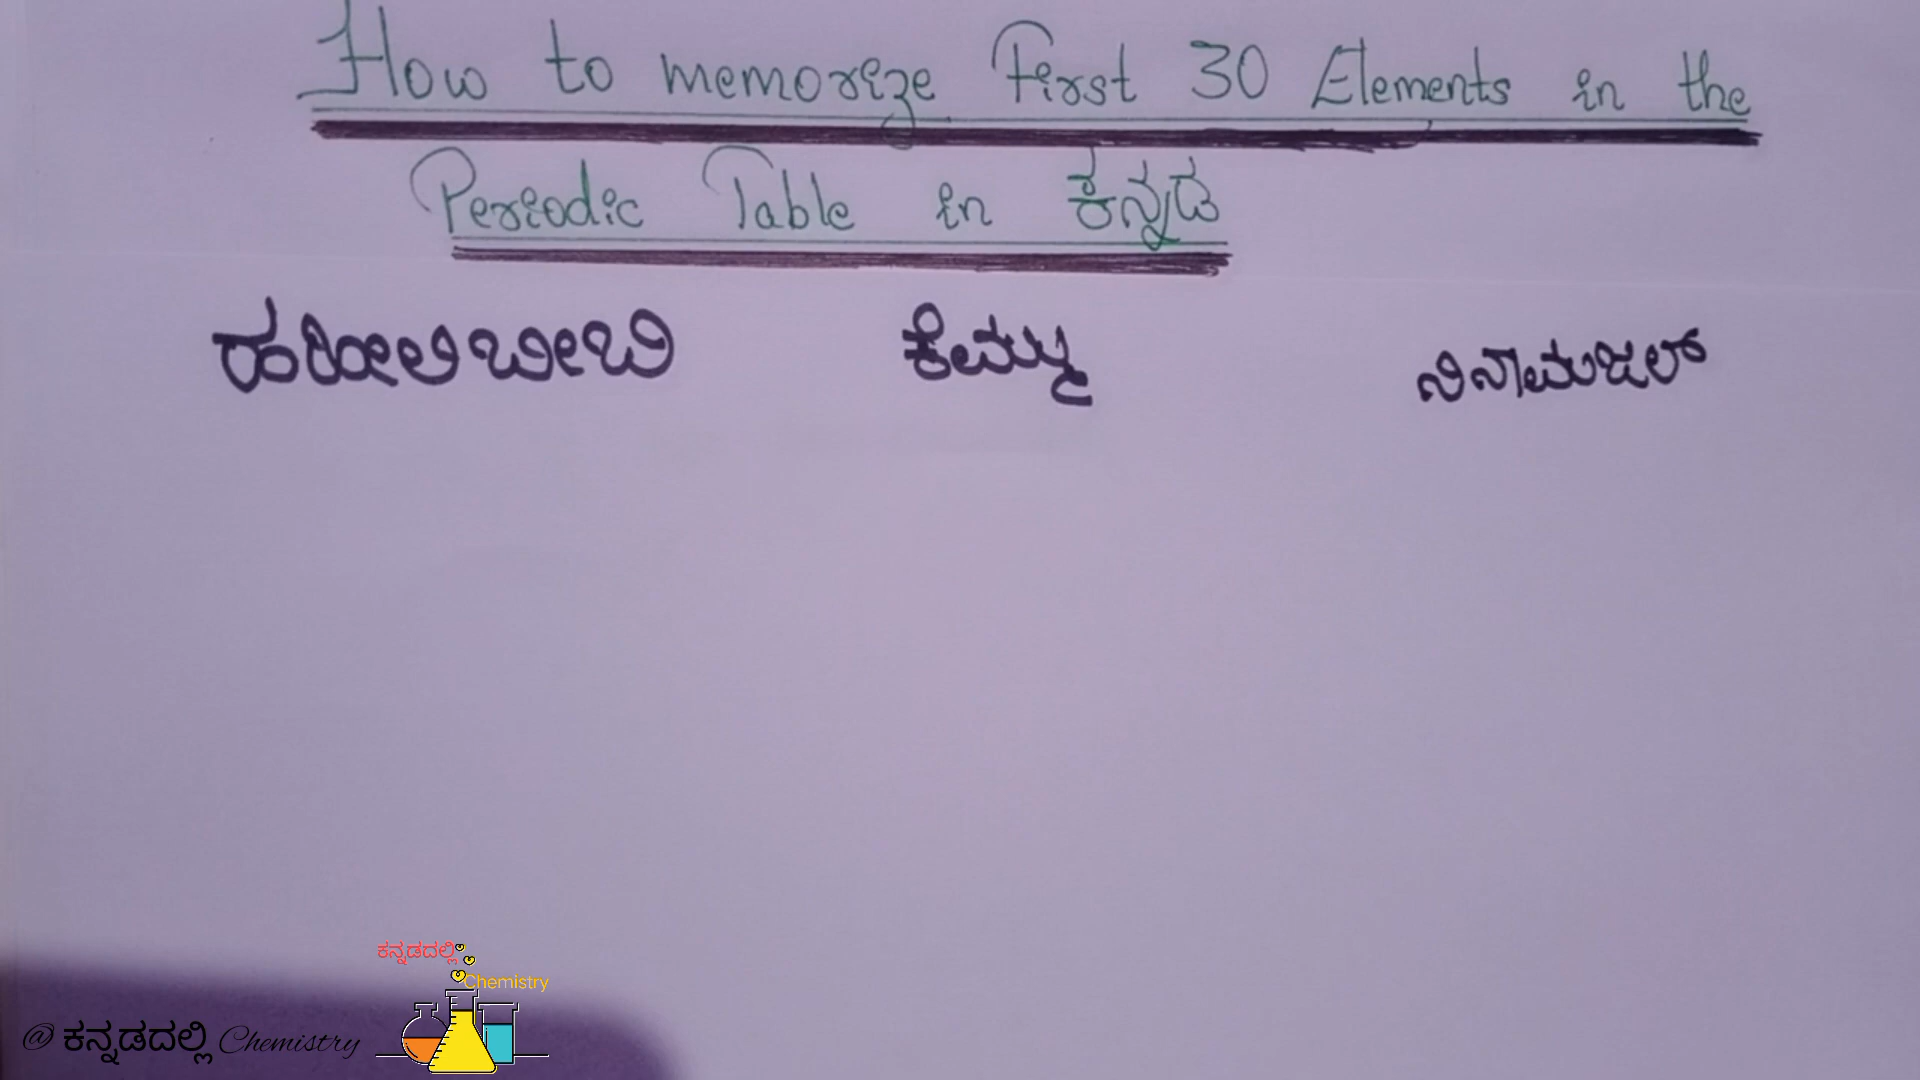 How to memorize First 30 Elements in the
Periodic Table in ಕನ್ನಡ
ಹಹೀಲಿಬೀಬಿ ಕೆಮ್ಮು ನಿನಾಮಜಲ್
ಕನ್ನಡದಲ್ಲಿ
Chemistry
@ ಕನ್ನಡದಲ್ಲಿ Chemistry